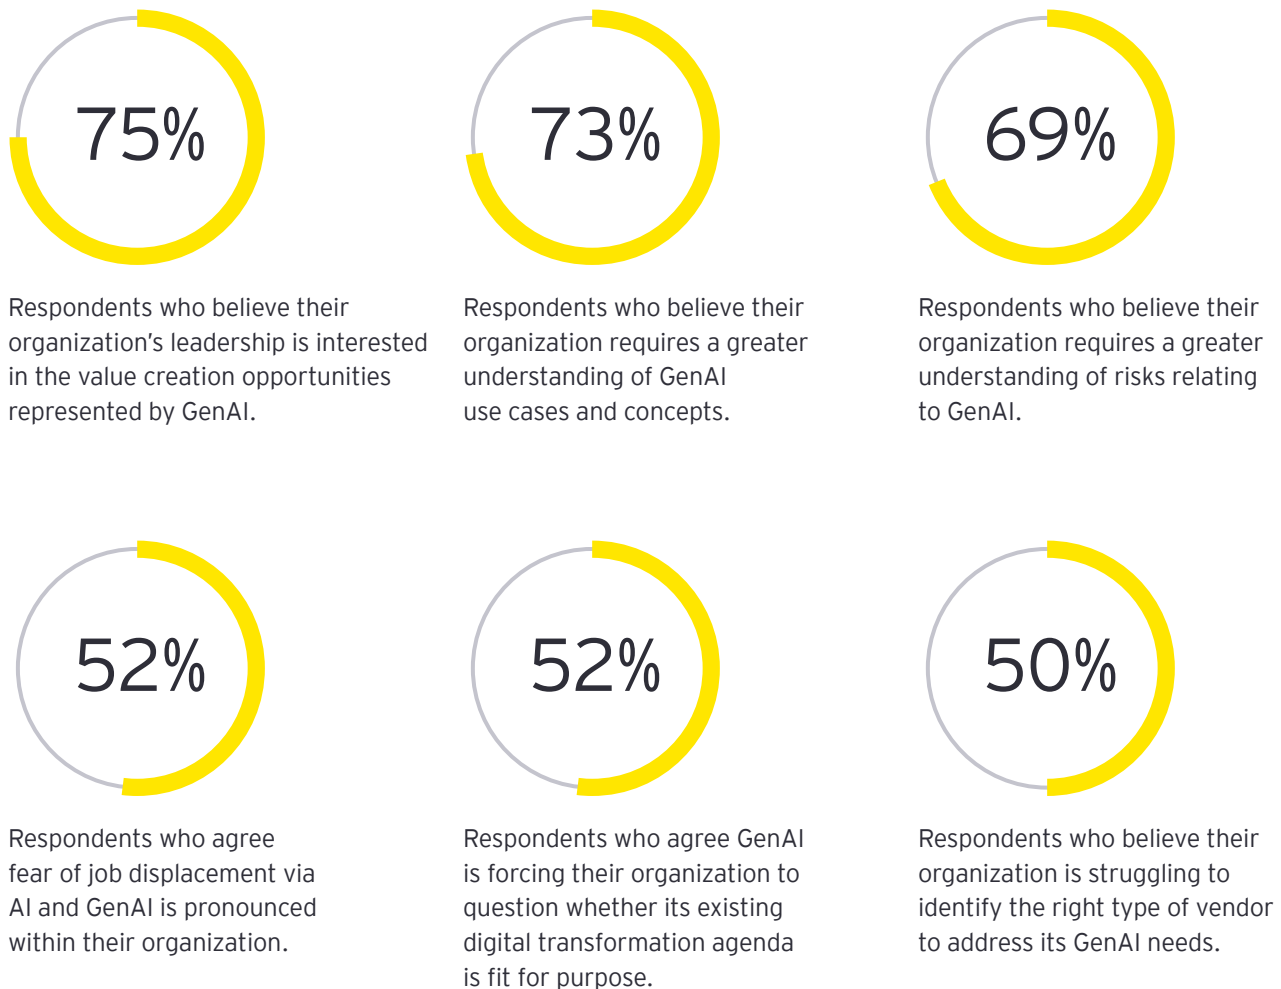 75%
Respondents who believe their
organization's leadership is interested
in the value creation opportunities
represented by GenAI.
73%
Respondents who believe their
organization requires a greater
understanding of GenAI
use cases and concepts.
69%
Respondents who believe their
organization requires a greater
understanding of risks relating
to GenAI.
52%
Respondents who agree
fear of job displacement via
AI and GenAI is pronounced
within their organization.
52%
Respondents who agree GenAI
is forcing their organization to
question whether its existing
digital transformation agenda
is fit for purpose.
50%
Respondents who believe their
organization is struggling to
identify the right type of vendor
to address its GenAI needs.